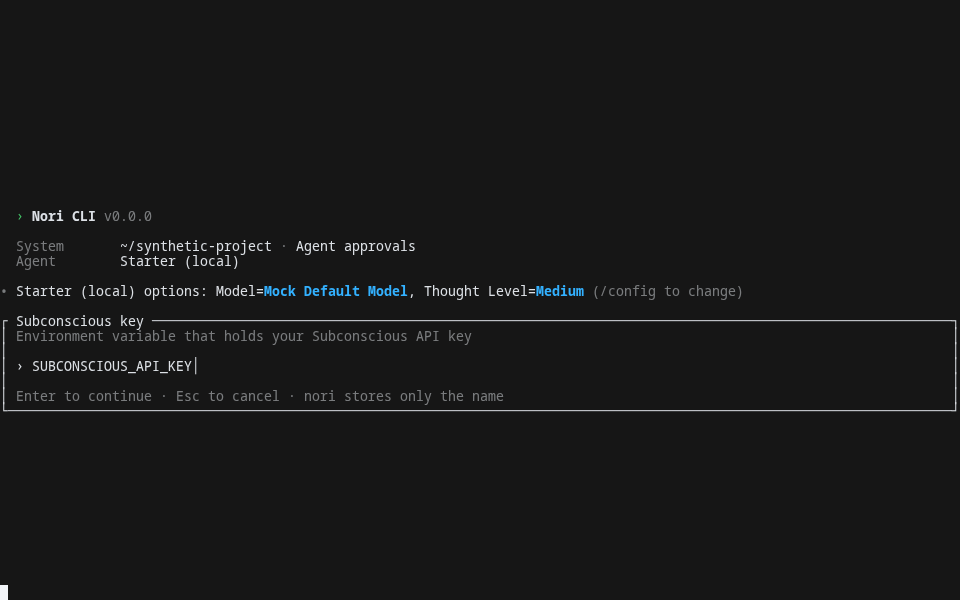 › Nori CLI v0.0.0
System ~/synthetic-project · Agent approvals
Agent Starter (local)
• Starter (local) options: Model=Mock Default Model, Thought Level=Medium (/config to change)
Subconscious key
Environment variable that holds your Subconscious API key
› SUBCONSCIOUS_API_KEY
Enter to continue · Esc to cancel · nori stores only the name